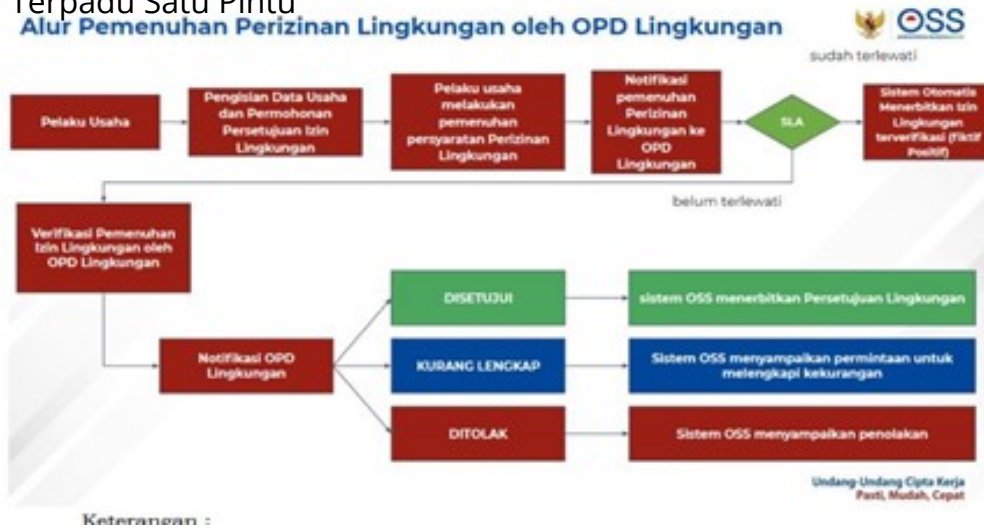 Terpadu Satu Pintu
Alur Pemenuhan Perizinan Lingkungan oleh OPD Lingkungan
OSS
sudah terlewati
Pelaku Usaha
Pengisian Data Usaha
dan Permohonan
Persetujuan Izin
Lingkungan
Pelaku usaha
melakukan
pemenuhan
persyaratan Perizinan
Lingkungan
Notifikasi
pemenuhan
Perizinan
Lingkungan ke
OPD
Lingkungan
SLA
Sistem Otomatis
Menerbitkan Izin
Lingkungan
terverifikasi (Fiktif
Positif)
belum terlewati
Verifikasi Pemenuhan
Izin Lingkungan oleh
OPD Lingkungan
Notifikasi OPD
Lingkungan
DISETUJUI
sistem OSS menerbitkan Persetujuan Lingkungan
KURANG LENGKAP
Sistem OSS menyampaikan permintaan untuk
melengkapi kekurangan
DITOLAK
Sistem OSS menyampaikan penolakan
Undang-Undang Cipta Kerja
Pasti, Mudah, Cepat
Keterangan :